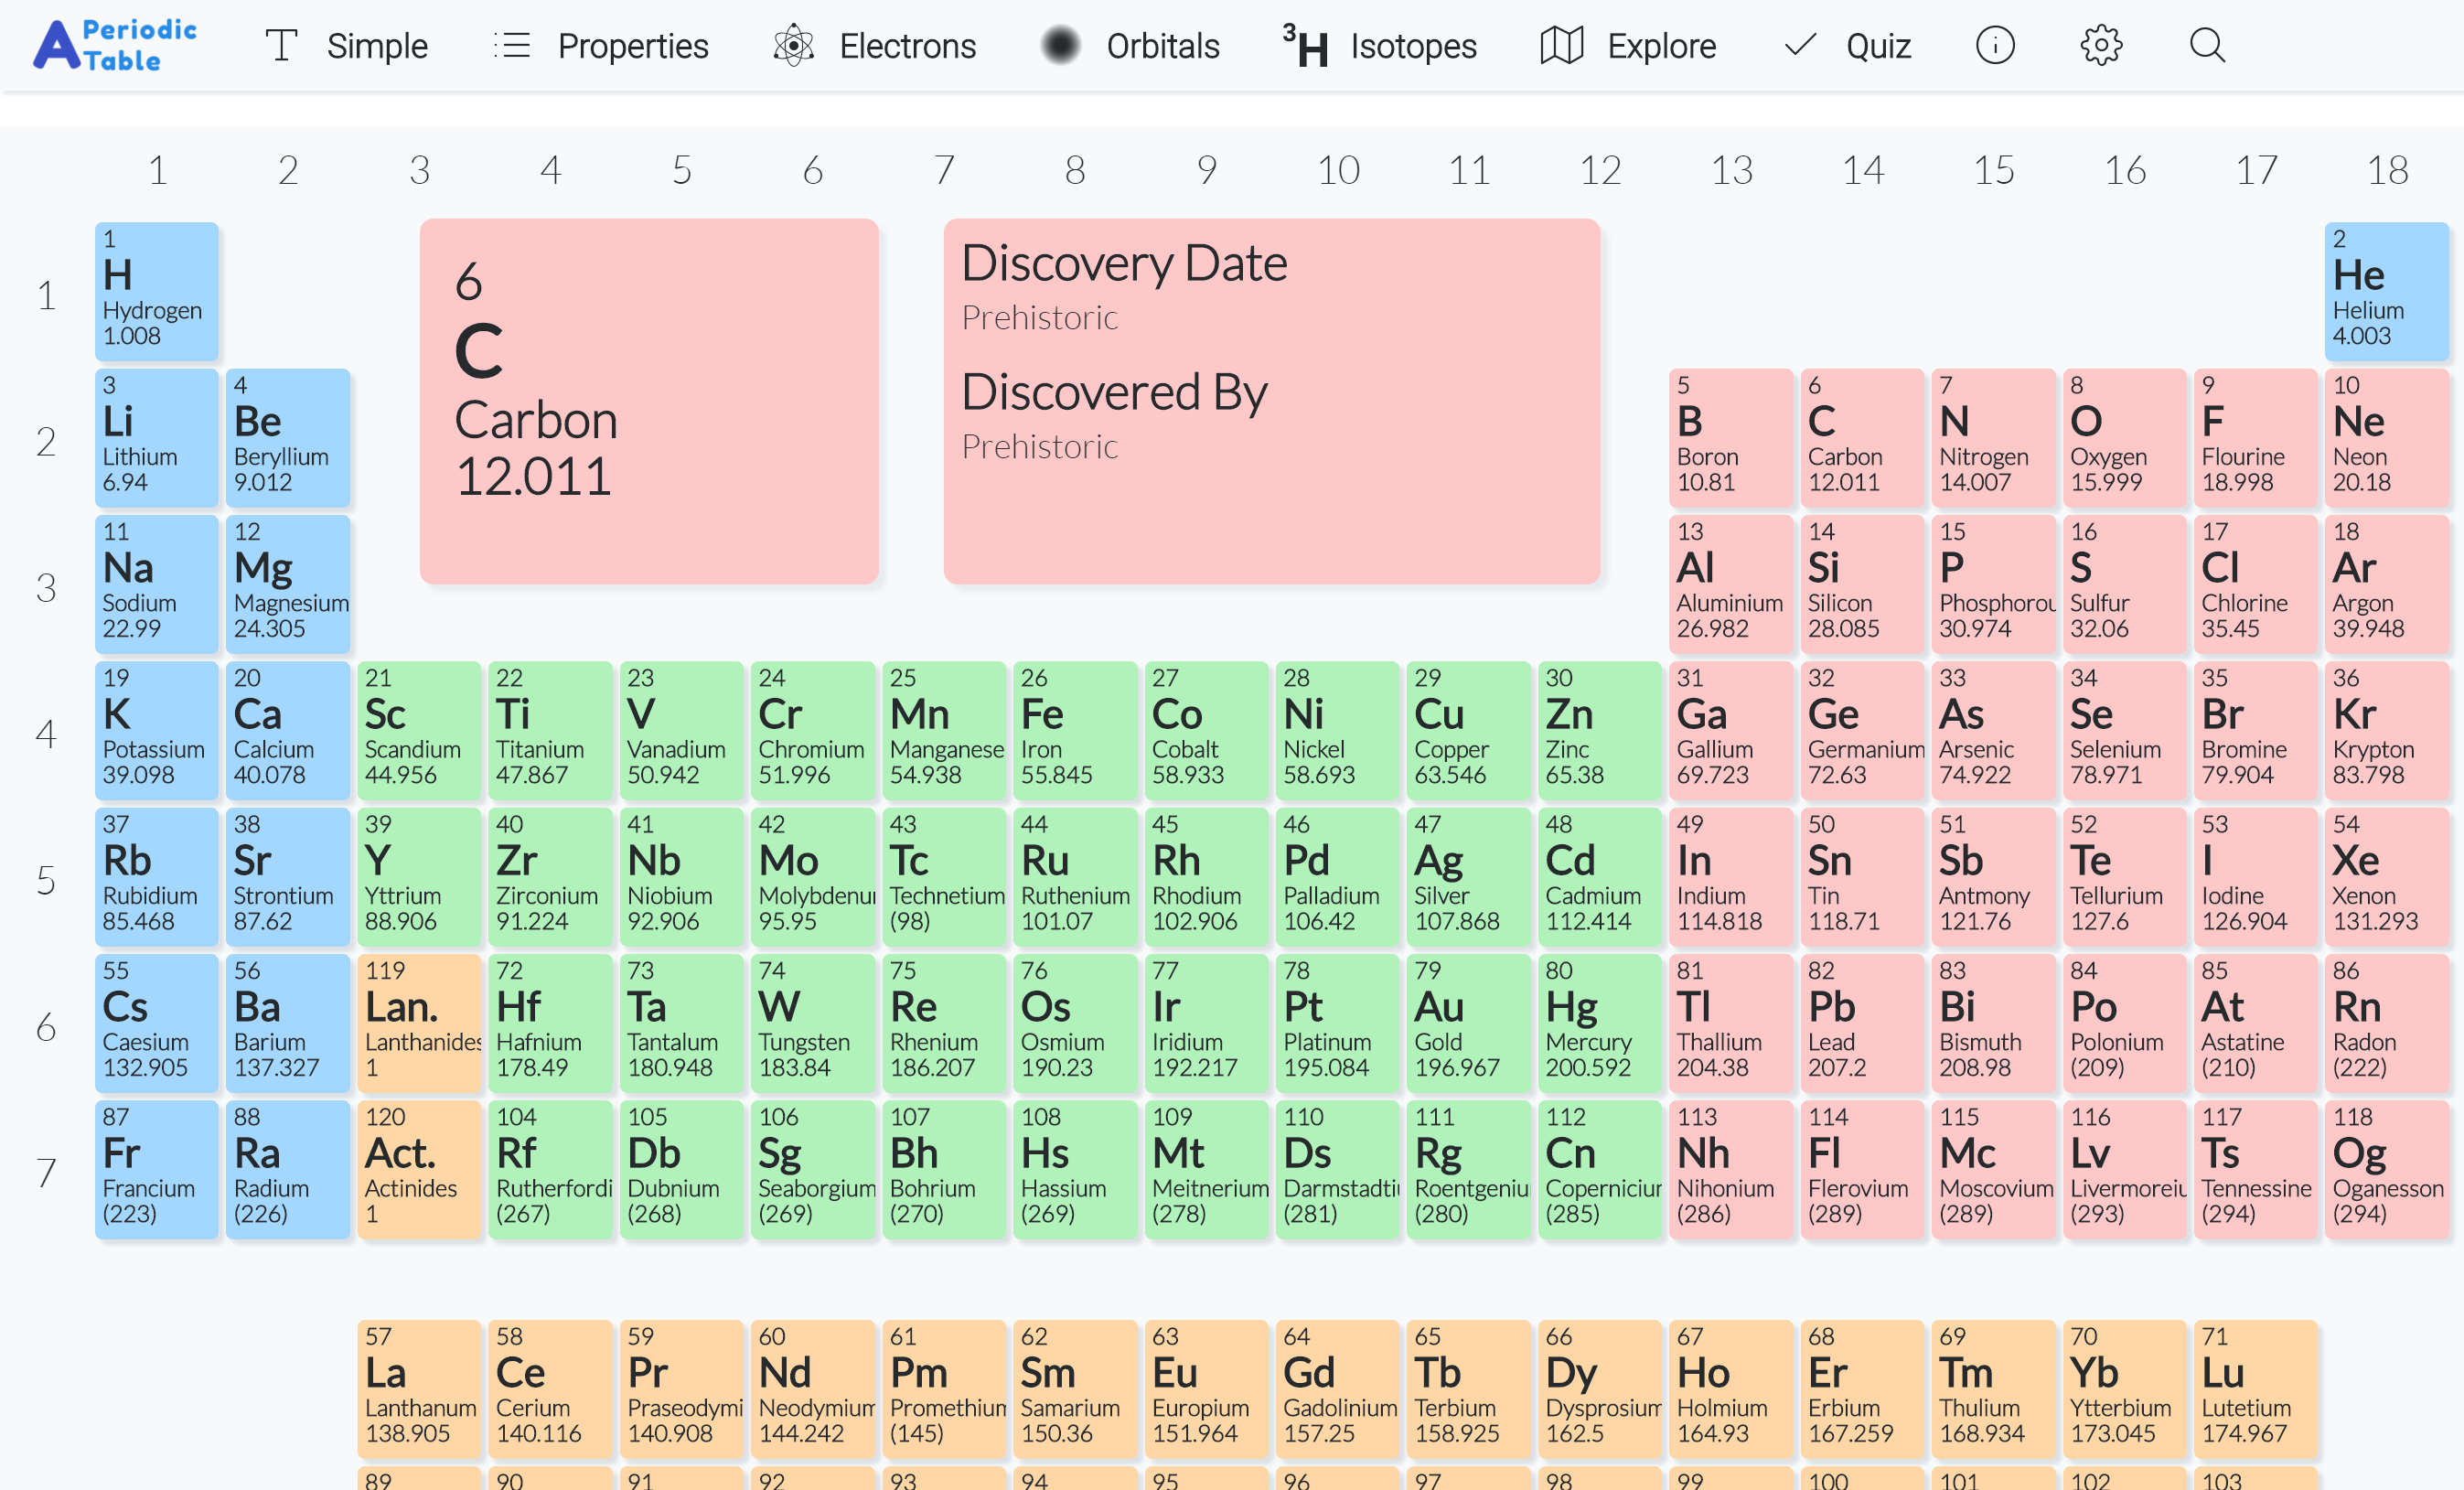 A Periodic Table
Simple
Properties
Electrons
Orbitals
3H Isotopes
Explore
Quiz
1 2 3 4 5 6 7 8 9 10 11 12 13 14 15 16 17 18
6
C
Carbon
12.011
Discovery Date
Prehistoric
Discovered By
Prehistoric
1
1 2
H He
Hydrogen Helium
1.008 4.003
2
3 4 5 6 7 8 9 10
Li Be B C N O F Ne
Lithium Beryllium Boron Carbon Nitrogen Oxygen Flourine Neon
6.94 9.012 10.81 12.011 14.007 15.999 18.998 20.18
3
11 12 13 14 15 16 17 18
Na Mg Al Si P S Cl Ar
Sodium Magnesium Aluminium Silicon Phosphorou Sulfur Chlorine Argon
22.99 24.305 26.982 28.085 30.974 32.06 35.45 39.948
4
19 20 21 22 23 24 25 26 27 28 29 30 31 32 33 34 35 36
K Ca Sc Ti V Cr Mn Fe Co Ni Cu Zn Ga Ge As Se Br Kr
Potassium Calcium Scandium Titanium Vanadium Chromium Manganese Iron Cobalt Nickel Copper Zinc Gallium Germanium Arsenic Selenium Bromine Krypton
39.098 40.078 44.956 47.867 50.942 51.996 54.938 55.845 58.933 58.693 63.546 65.38 69.723 72.63 74.922 78.971 79.904 83.798
5
37 38 39 40 41 42 43 44 45 46 47 48 49 50 51 52 53 54
Rb Sr Y Zr Nb Mo Tc Ru Rh Pd Ag Cd In Sn Sb Te I Xe
Rubidium Strontium Yttrium Zirconium Niobium Molybdenu Technetium Ruthenium Rhodium Palladium Silver Cadmium Indium Tin Antmony Tellurium Iodine Xenon
85.468 87.62 88.906 91.224 92.906 95.95 (98) 101.07 102.906 106.42 107.868 112.414 114.818 118.71 121.76 127.6 126.904 131.293
6
55 56 119 72 73 74 75 76 77 78 79 80 81 82 83 84 85 86
Cs Ba Lan. Hf Ta W Re Os Ir Pt Au Hg Tl Pb Bi Po At Rn
Caesium Barium Lanthanides Hafnium Tantalum Tungsten Rhenium Osmium Iridium Platinum Gold Mercury Thallium Lead Bismuth Polonium Astatine Radon
132.905 137.327 1 178.49 180.948 183.84 186.207 190.23 192.217 195.084 196.967 200.592 204.38 207.2 208.98 (209) (210) (222)
7
87 88 120 104 105 106 107 108 109 110 111 112 113 114 115 116 117 118
Fr Ra Act. Rf Db Sg Bh Hs Mt Ds Rg Cn Nh Fl Mc Lv Ts Og
Francium Radium Actinides Rutherfordi Dubnium Seaborgium Bohrium Hassium Meitnerium Darmstadti Roentgeniu Coperniciur Nihonium Flerovium Moscovium Livermoreiu Tennessine Oganesson
(223) (226) 1 (267) (268) (269) (270) (269) (278) (281) (280) (285) (286) (289) (289) (293) (294) (294)
57 58 59 60 61 62 63 64 65 66 67 68 69 70 71
La Ce Pr Nd Pm Sm Eu Gd Tb Dy Ho Er Tm Yb Lu
Lanthanum Cerium Praseodymi Neodymium Promethium Samarium Europium Gadolinium Terbium Dysprosium Holmium Erbium Thulium Ytterbium Lutetium
138.905 140.116 140.908 144.242 (145) 150.36 151.964 157.25 158.925 162.5 164.93 167.259 168.934 173.045 174.967
89 90 91 92 93 94 95 96 97 98 99 100 101 102 103